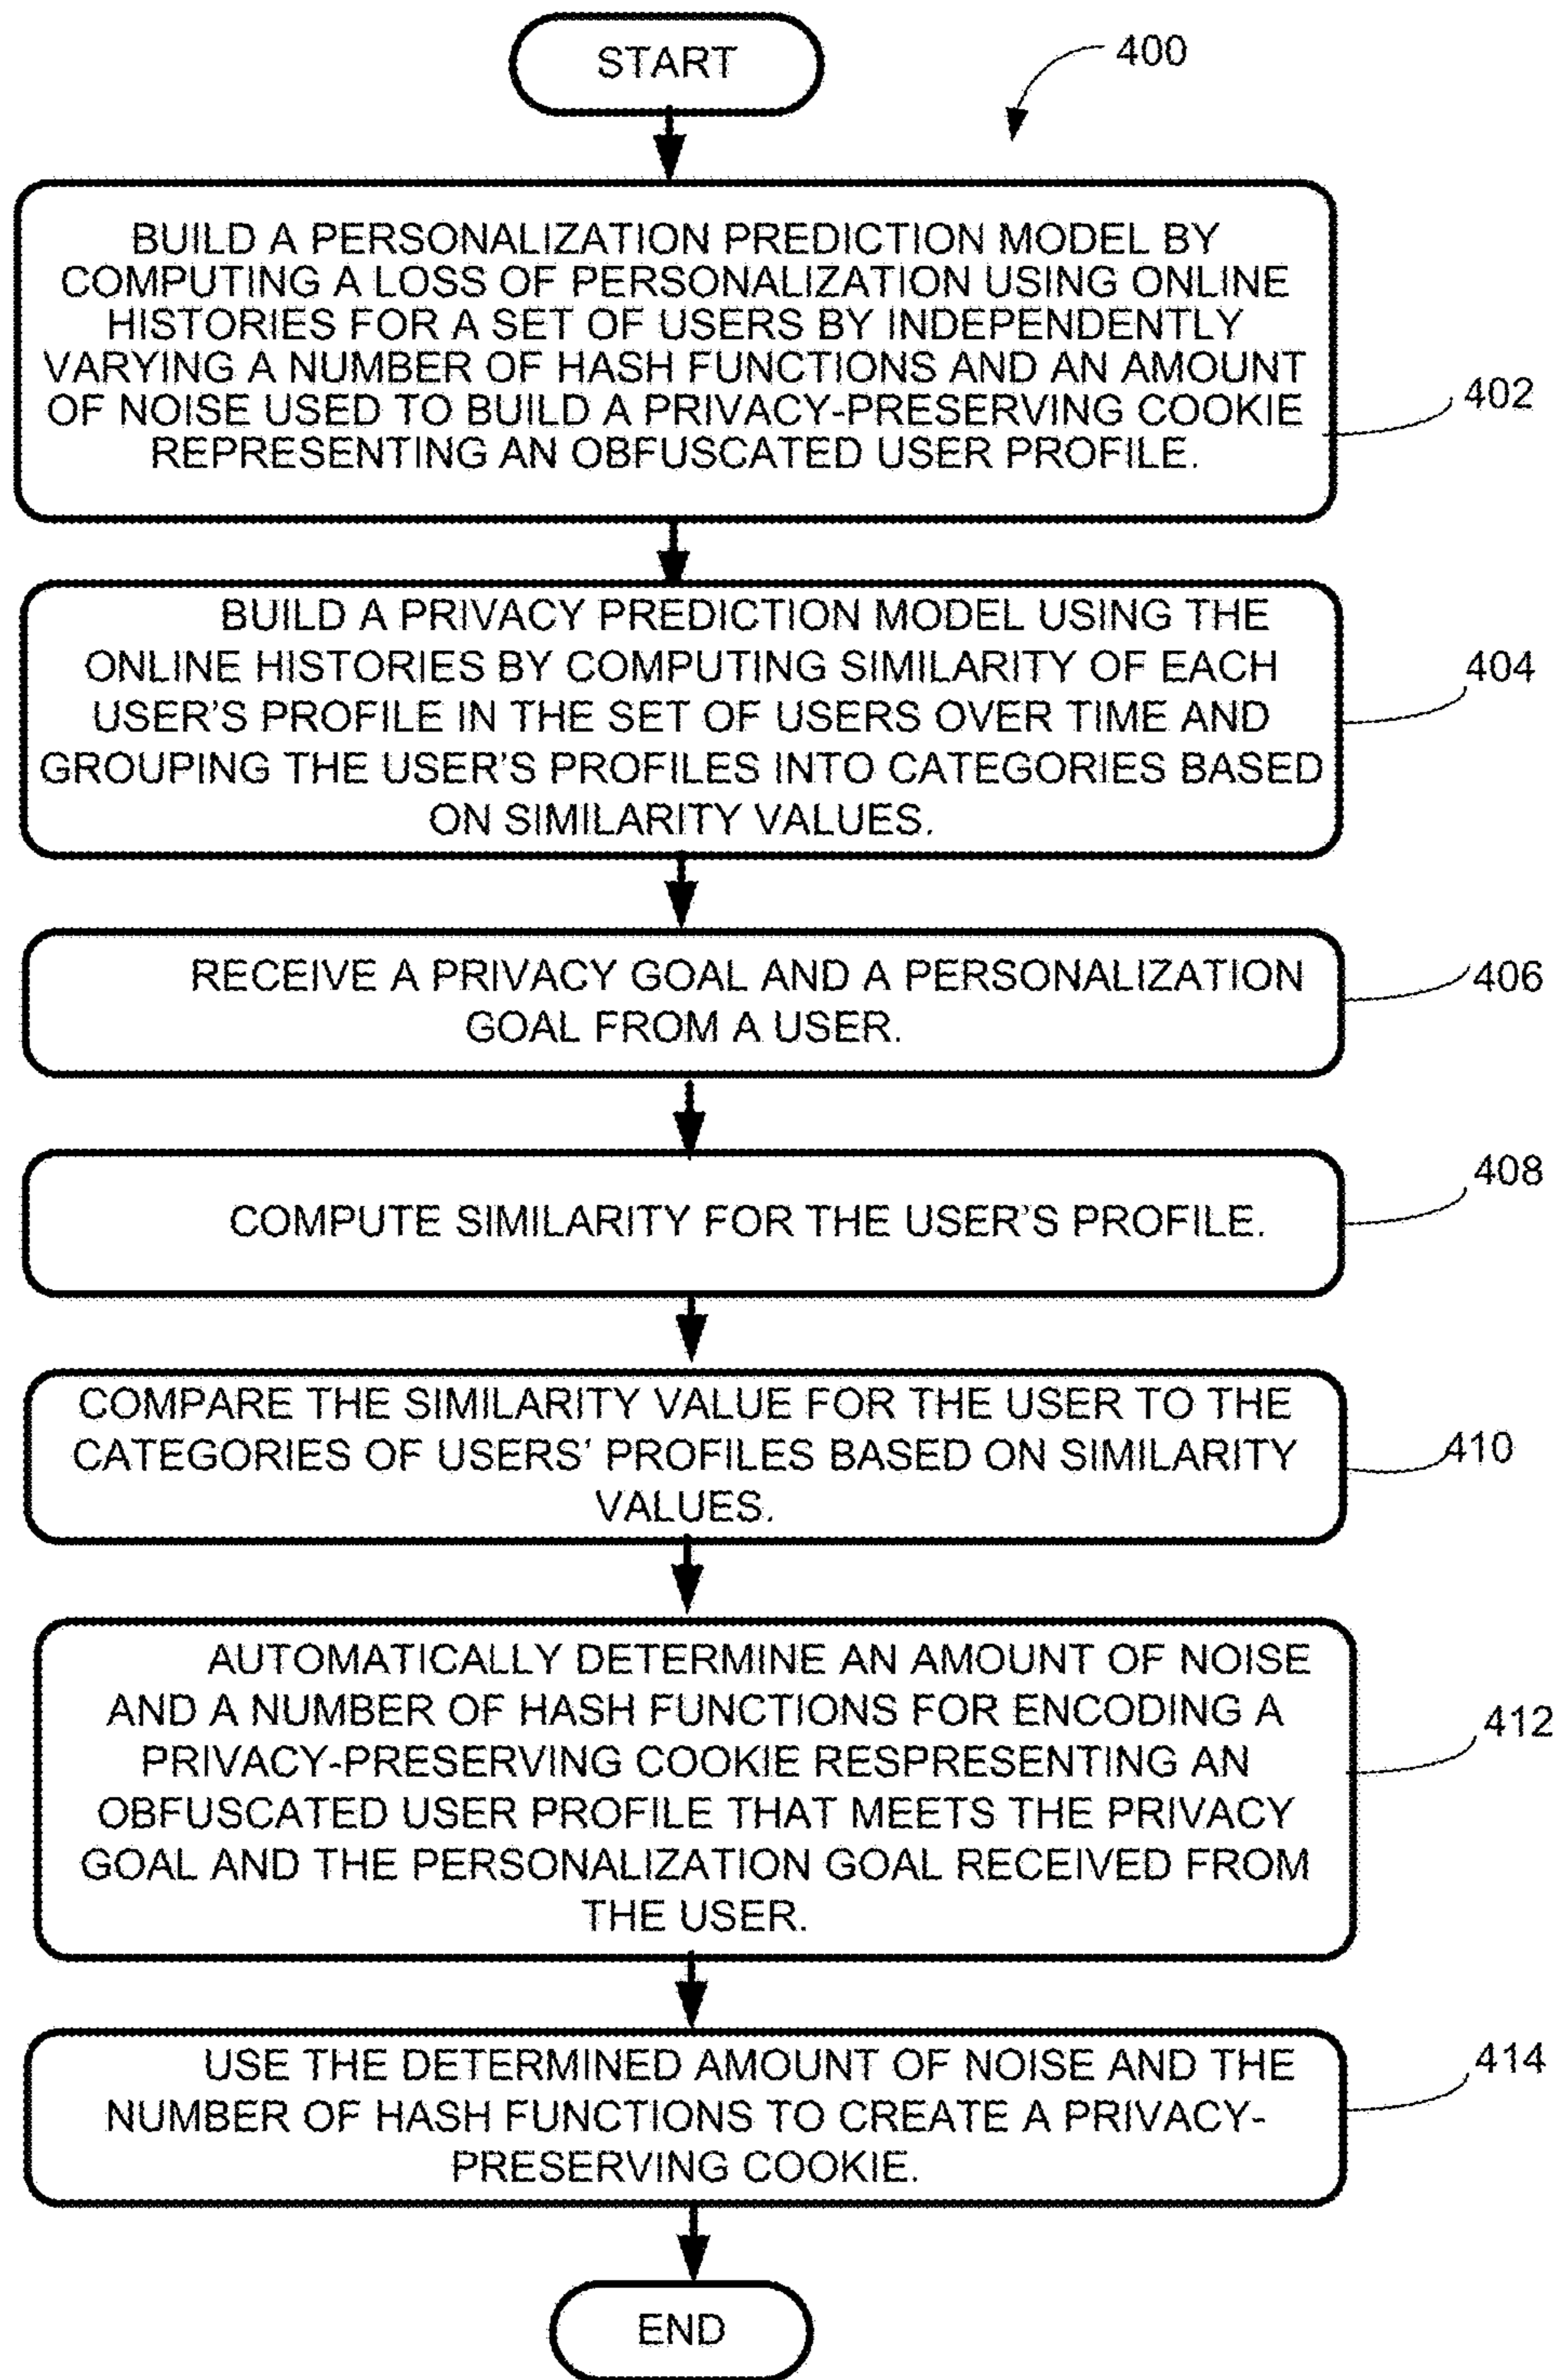 START
400
BUILD A PERSONALIZATION PREDICTION MODEL BY
COMPUTING A LOSS OF PERSONALIZATION USING ONLINE
HISTORIES FOR A SET OF USERS BY INDEPENDENTLY
VARYING A NUMBER OF HASH FUNCTIONS AND AN AMOUNT
OF NOISE USED TO BUILD A PRIVACY-PRESERVING COOKIE
REPRESENTING AN OBFUSCATED USER PROFILE.
402
BUILD A PRIVACY PREDICTION MODEL USING THE
ONLINE HISTORIES BY COMPUTING SIMILARITY OF EACH
USER'S PROFILE IN THE SET OF USERS OVER TIME AND
GROUPING THE USER'S PROFILES INTO CATEGORIES BASED
ON SIMILARITY VALUES.
404
RECEIVE A PRIVACY GOAL AND A PERSONALIZATION
GOAL FROM A USER.
406
COMPUTE SIMILARITY FOR THE USER'S PROFILE.
408
COMPARE THE SIMILARITY VALUE FOR THE USER TO THE
CATEGORIES OF USERS' PROFILES BASED ON SIMILARITY
VALUES.
410
AUTOMATICALLY DETERMINE AN AMOUNT OF NOISE
AND A NUMBER OF HASH FUNCTIONS FOR ENCODING A
PRIVACY-PRESERVING COOKIE RESPRESENTING AN
OBFUSCATED USER PROFILE THAT MEETS THE PRIVACY
GOAL AND THE PERSONALIZATION GOAL RECEIVED FROM
THE USER.
412
USE THE DETERMINED AMOUNT OF NOISE AND THE
NUMBER OF HASH FUNCTIONS TO CREATE A PRIVACY-
PRESERVING COOKIE.
414
END